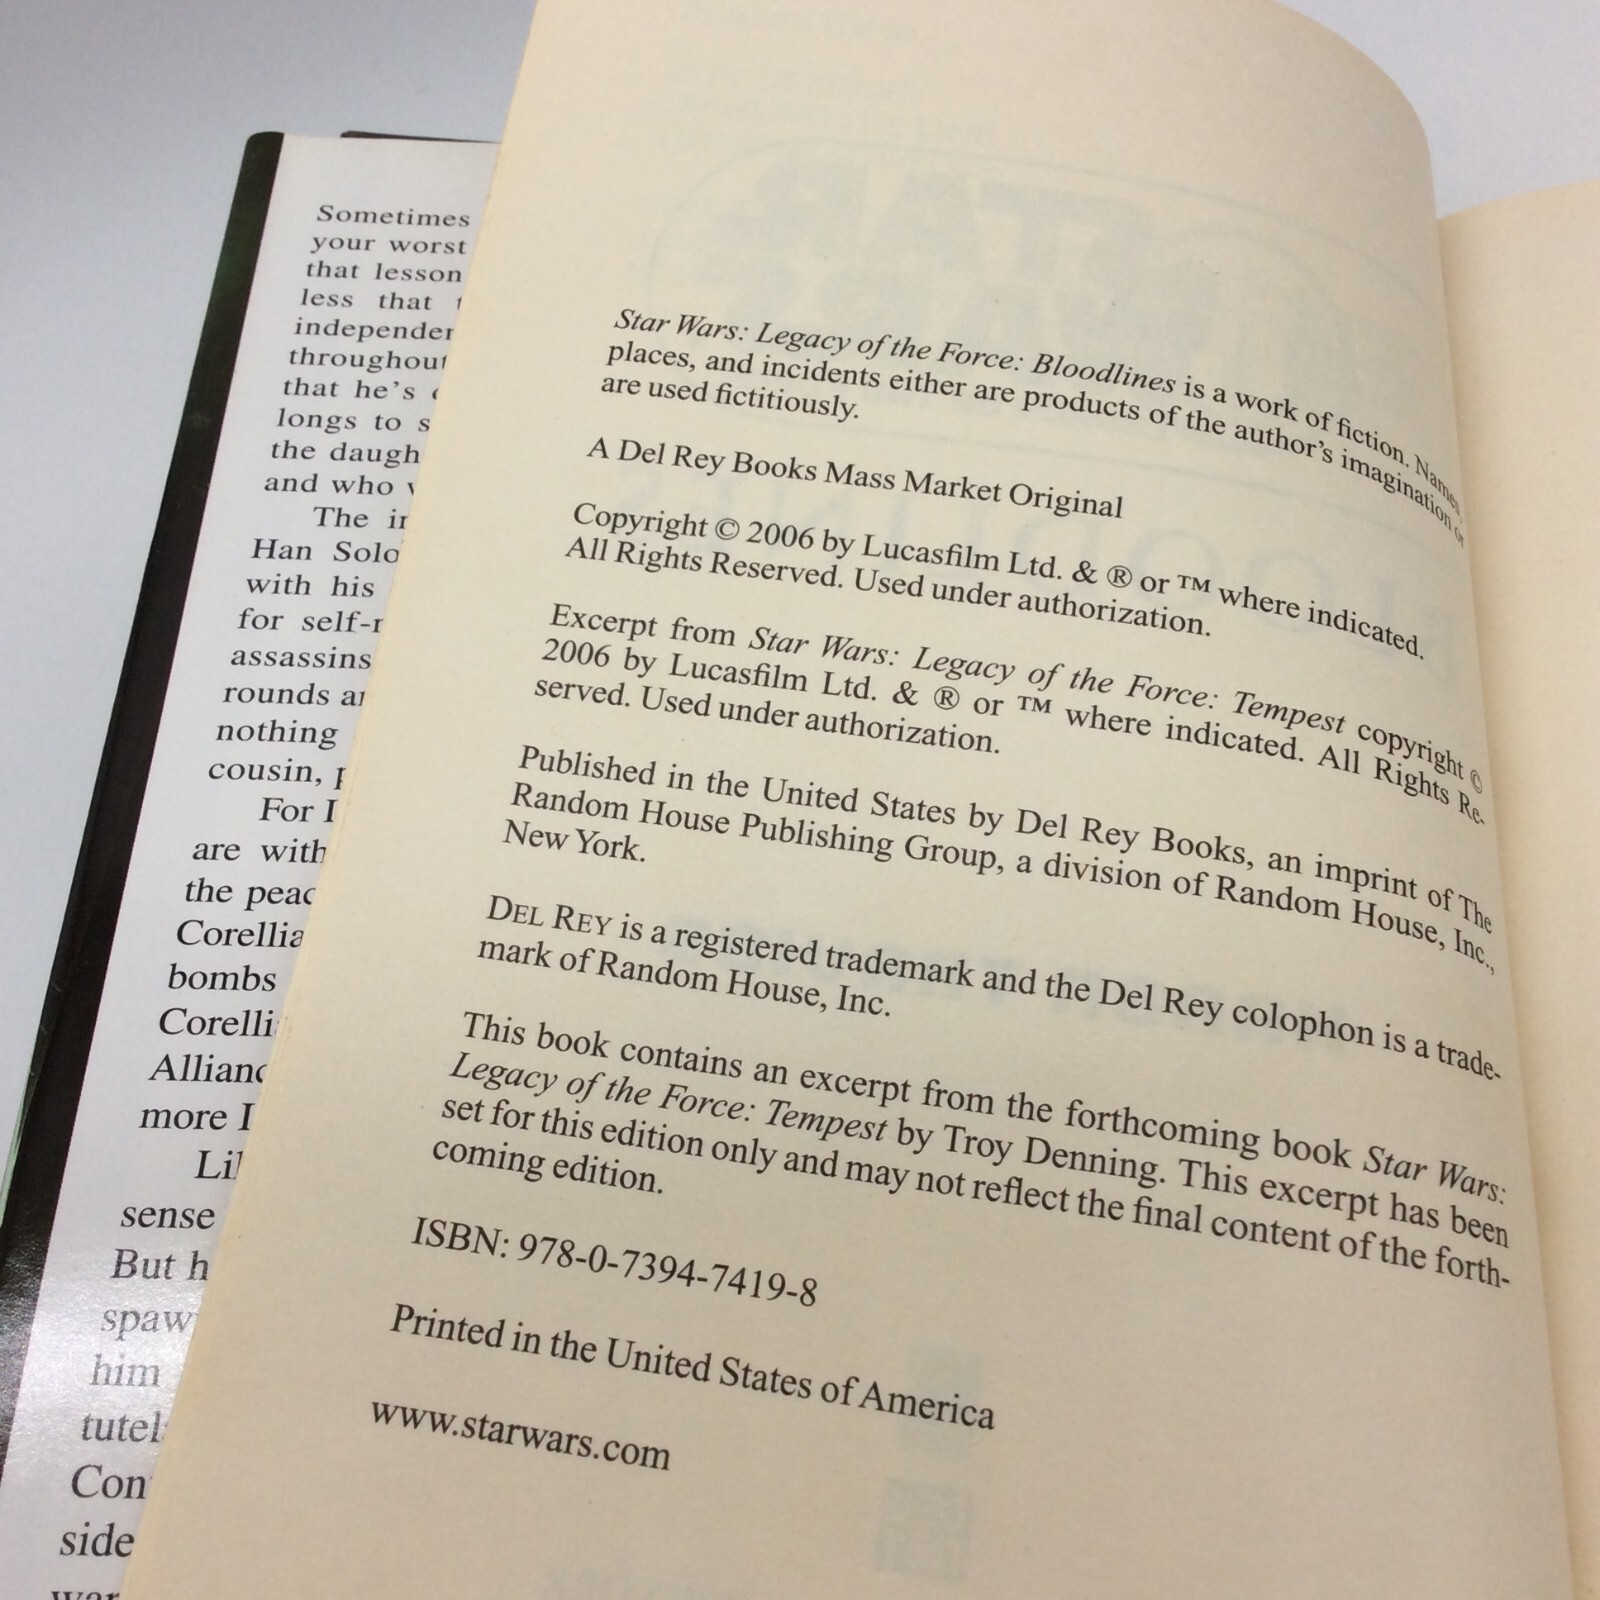 Sometimes
your worst
that lesson
less that
independen
throughout
that he's
longs to s
the daugh
and who
The in
Han Solo
with his
for self-r
assassins
rounds a
nothing
cousin, p
For I
are with
the peac
Corellia
bombs
Corelli
Allianc
more I
Lil
sense
But h
spaw
him
tutel
Con
side
war
Star Wars: Legacy of the Force: Bloodlines is a work of fiction. Names,
places, and incidents either are products of the author's imagination or
are used fictitiously.
A Del Rey Books Mass Market Original
Copyright © 2006 by Lucasfilm Ltd. & ® or ™ where indicated.
All Rights Reserved. Used under authorization.
Excerpt from Star Wars: Legacy of the Force: Tempest copyright ©
2006 by Lucasfilm Ltd. & ® or ™ where indicated. All Rights Re-
served. Used under authorization.
Published in the United States by Del Rey Books, an imprint of The
Random House Publishing Group, a division of Random House, Inc.,
New York.
DEL REY is a registered trademark and the Del Rey colophon is a trade-
mark of Random House, Inc.
This book contains an excerpt from the forthcoming book Star Wars:
Legacy of the Force: Tempest by Troy Denning. This excerpt has been
set for this edition only and may not reflect the final content of the forth-
coming edition.
ISBN: 978-0-7394-7419-8
Printed in the United States of America
www.starwars.com